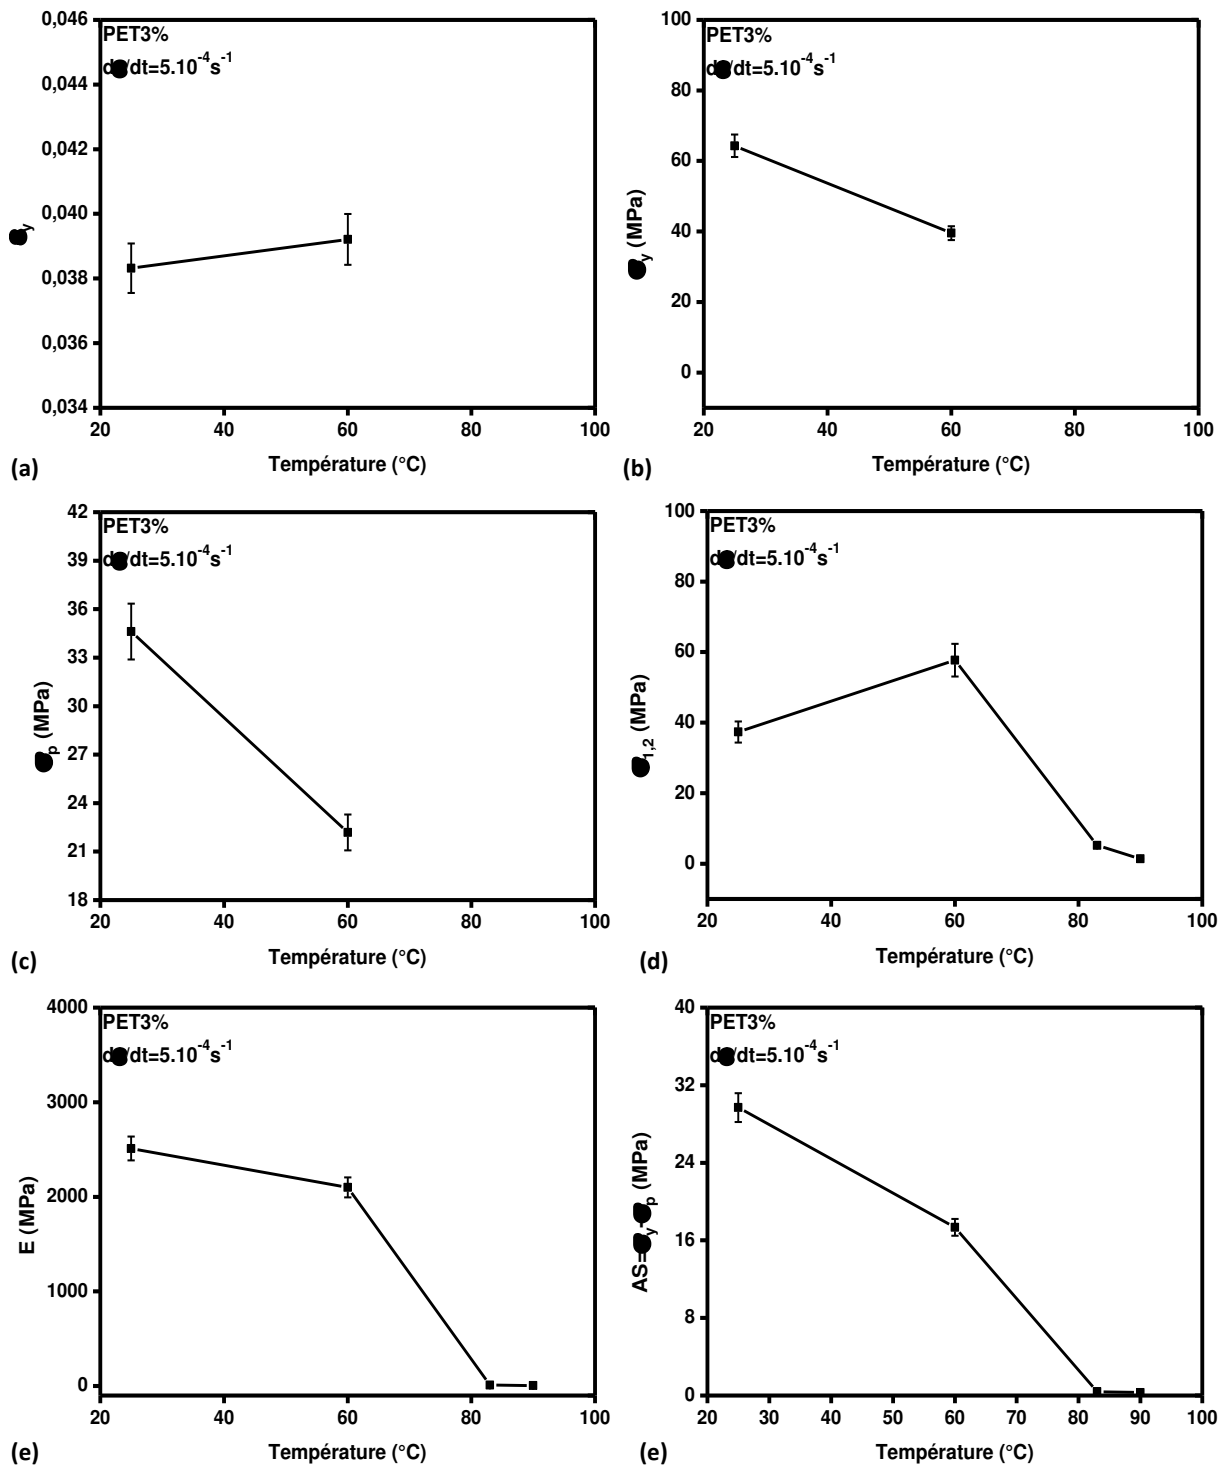 0,046
0,044
0,042
0,040
0,038
0,036
0,034
PET3%
/dt=5.10-4s-1
y
20 40 60 80 100
Température (°C)
(a)
100
80
60
40
20
0
PET3%
/dt=5.10-4s-1
y (MPa)
20 40 60 80 100
Température (°C)
(b)
42
39
36
33
30
27
24
21
18
PET3%
/dt=5.10-4s-1
p (MPa)
20 40 60 80 100
Température (°C)
(c)
100
80
60
40
20
0
PET3%
/dt=5.10-4s-1
1,2 (MPa)
20 40 60 80 100
Température (°C)
(d)
4000
3000
2000
1000
0
PET3%
/dt=5.10-4s-1
E (MPa)
20 40 60 80 100
Température (°C)
(e)
40
32
24
16
8
0
PET3%
/dt=5.10-4s-1
AS= y- p (MPa)
20 30 40 50 60 70 80 90 100
Température (°C)
(e)